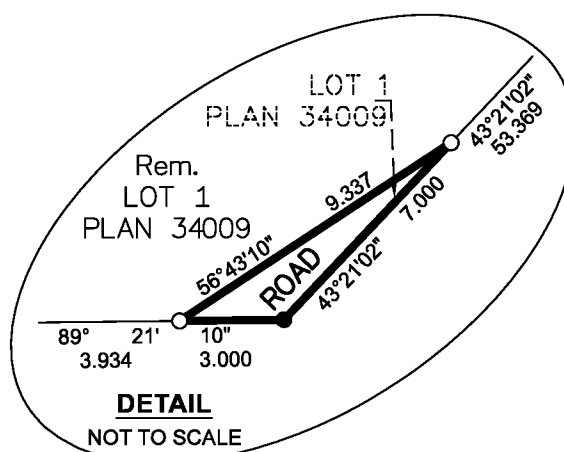 LOT 1
PLAN 34009
43°21'02"
53.369
Rem.
LOT 1
PLAN 34009
9.337
7.000
56°43'10"
ROAD
43°21'02"
89° 21' 10"
3.934 3.000
DETAIL
NOT TO SCALE